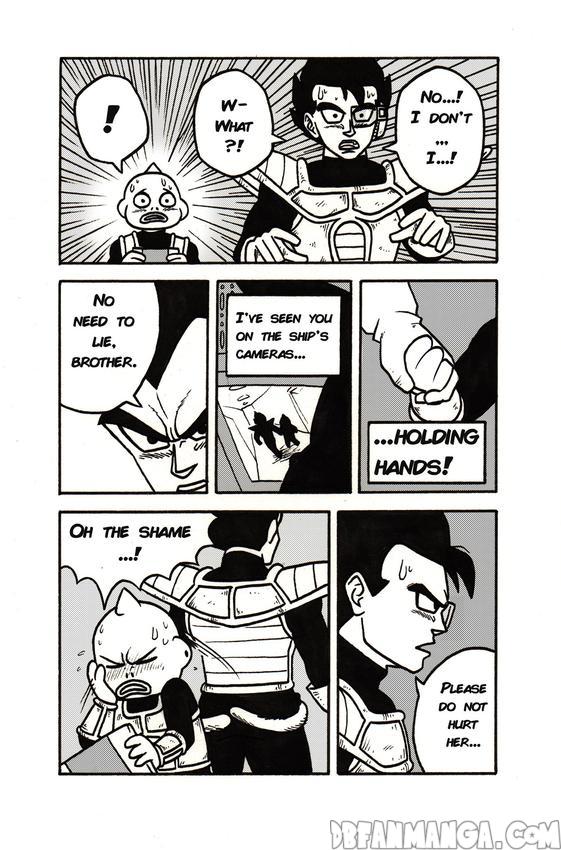 !
W-
WHAT
?!
NO...!
I DON'T
...
I...!
NO
NEED TO
LIE,
BROTHER.
I'VE SEEN YOU
ON THE SHIP'S
CAMERAS...
...HOLDING
HANDS!
OH THE SHAME
...!
PLEASE
DO NOT
HURT
HER...
DBFANMANGA.COM